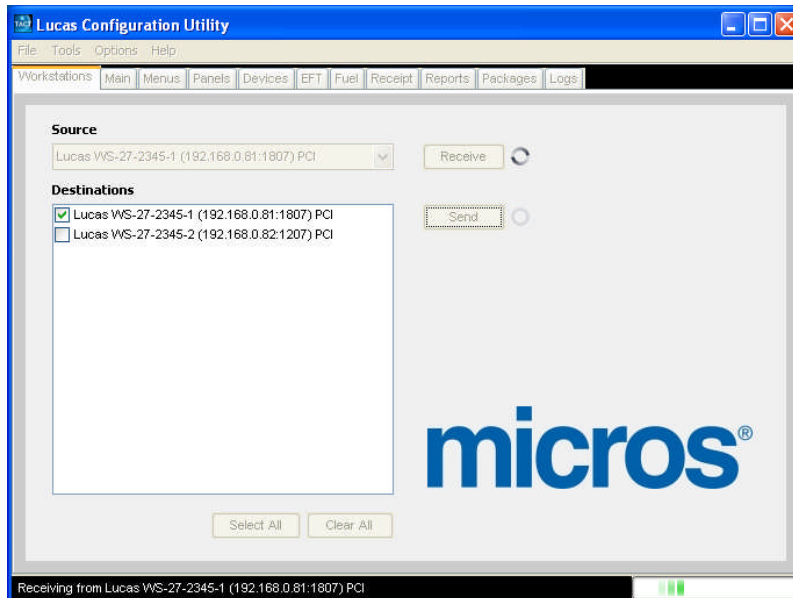 TACT Lucas Configuration Utility
File Tools Options Help
Workstations Main Menus Panels Devices EFT Fuel Receipt Reports Packages Logs
Source
Lucas WS-27-2345-1 (192.168.0.81:1807) PCI
Receive
Destinations
Lucas WS-27-2345-1 (192.168.0.81:1807) PCI
Send
Lucas WS-27-2345-2 (192.168.0.82:1207) PCI
micros®
Select All Clear All
Receiving from Lucas WS-27-2345-1 (192.168.0.81:1807) PCI